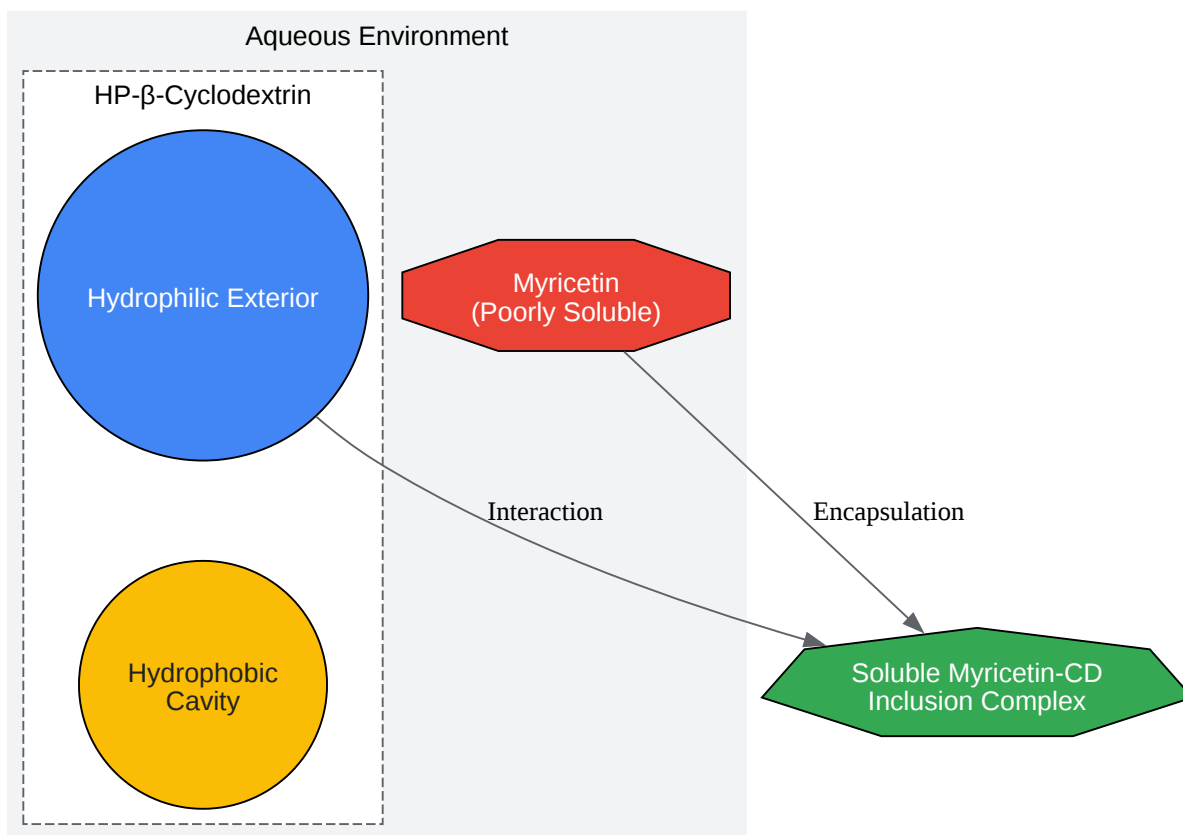 Aqueous Environment
HP-β-Cyclodextrin
Hydrophilic Exterior
Myricetin
(Poorly Soluble)
Interaction
Encapsulation
Hydrophobic
Cavity
Soluble Myricetin-CD
Inclusion Complex